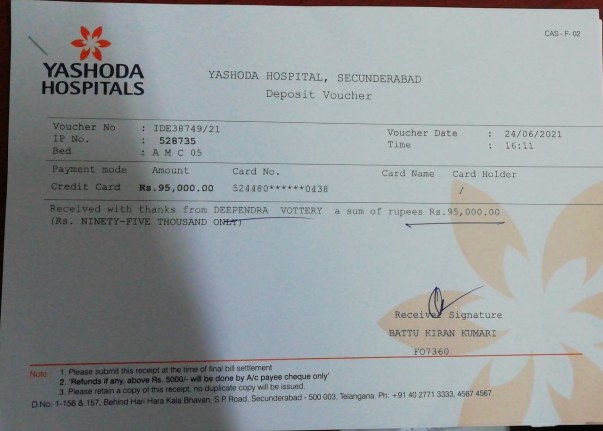 CAS - F- 02
YASHODA
HOSPITALS
YASHODA HOSPITAL, SECUNDERABAD
Deposit Voucher
Voucher No : IDE38749/21 Voucher Date : 24/06/2021
IP No. : 528735 Time : 16:11
Bed : A M C 05
Payment mode Amount Card No. Card Name Card Holder
Credit Card Rs.95,000.00 524480******0438 /
Received with thanks from DEEPENDRA VOTTERY a sum of rupees Rs.95,000.00
(Rs. NINETY-FIVE THOUSAND ONLY)
Receiver Signature
BATTU KIRAN KUMARI
FO7360
Note : 1. Please submit this receipt at the time of final bill settlement
2. 'Refunds if any, above Rs. 5000/- will be done by A/c payee cheque only'
3. Please retain a copy of this receipt, no duplicate copy will be issued.
D.No: 1-156 & 157, Behind Hari Hara Kala Bhavan, S.P. Road, Secunderabad - 500 003, Telangana. Ph: +91 40 2771 3333, 4567 4567.